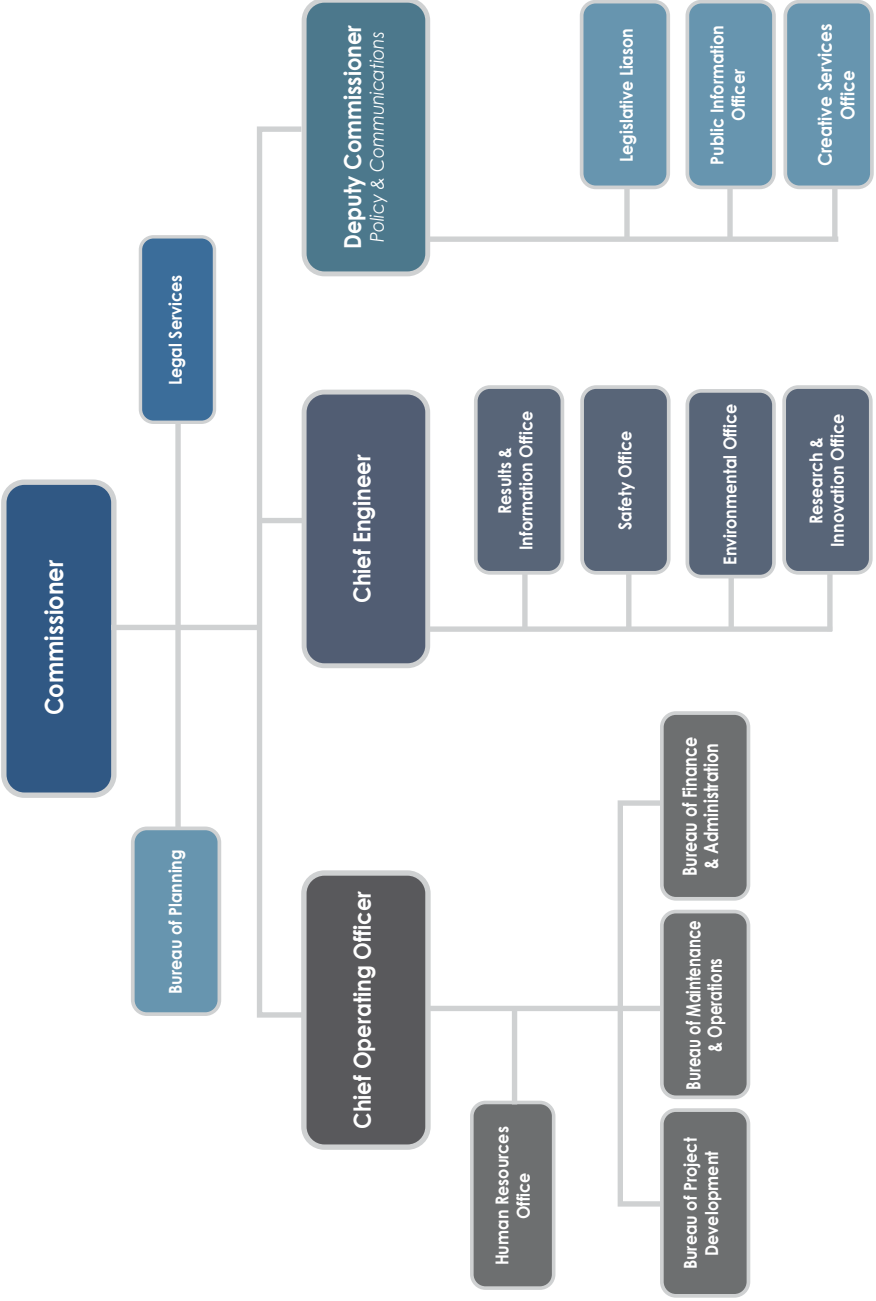 Commissioner
Bureau of Planning
Legal Services
Chief Operating Officer
Chief Engineer
Deputy Commissioner
Policy & Communications
Human Resources
Office
Bureau of Project
Development
Bureau of Maintenance
& Operations
Bureau of Finance
& Administration
Results &
Information Office
Safety Office
Environmental Office
Research &
Innovation Office
Legislative Liason
Public Information
Officer
Creative Services
Office